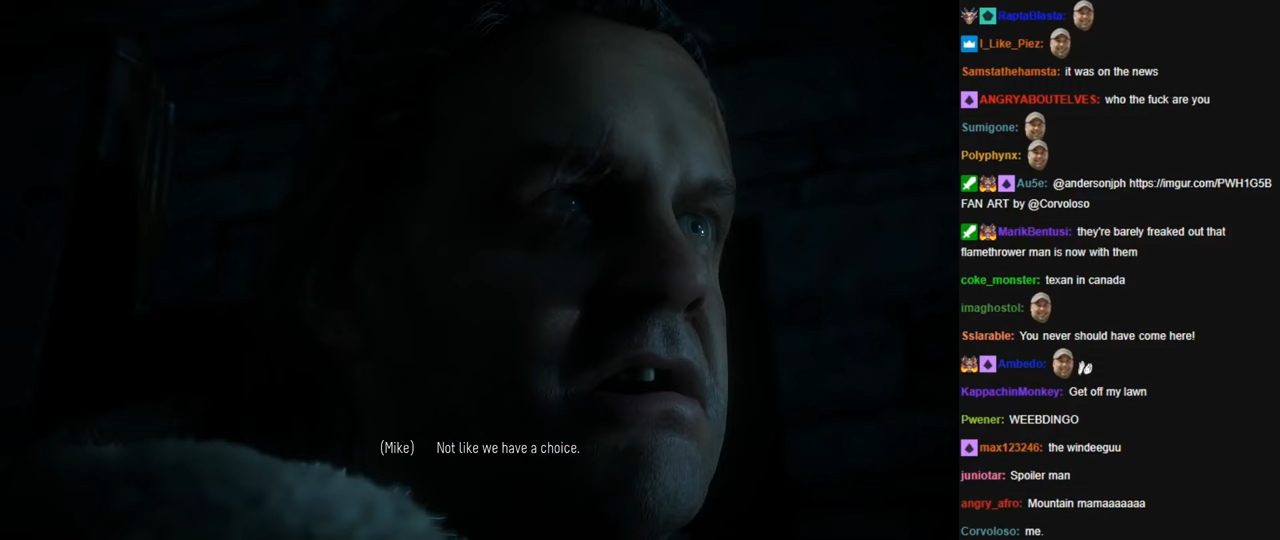 (Mike) Not like we have a choice.
RaptaBlasta:
I_Like_Piez:
Samstathehamsta: it was on the news
ANGRYABOUTELVES: who the fuck are you
Sumigone:
Polyphynx:
Au5e: @andersonjph https://imgur.com/PWH1G5B
FAN ART by @Corvoloso
MarikBentusi: they're barely freaked out that
flamethrower man is now with them
coke_monster: texan in canada
imaghostol:
Sslarable: You never should have come here!
Ambedo:
KappachinMonkey: Get off my lawn
Pwener: WEEBDINGO
max123246: the windeeguu
juniotar: Spoiler man
angry_afro: Mountain mamaaaaaaa
Corvoloso: me.